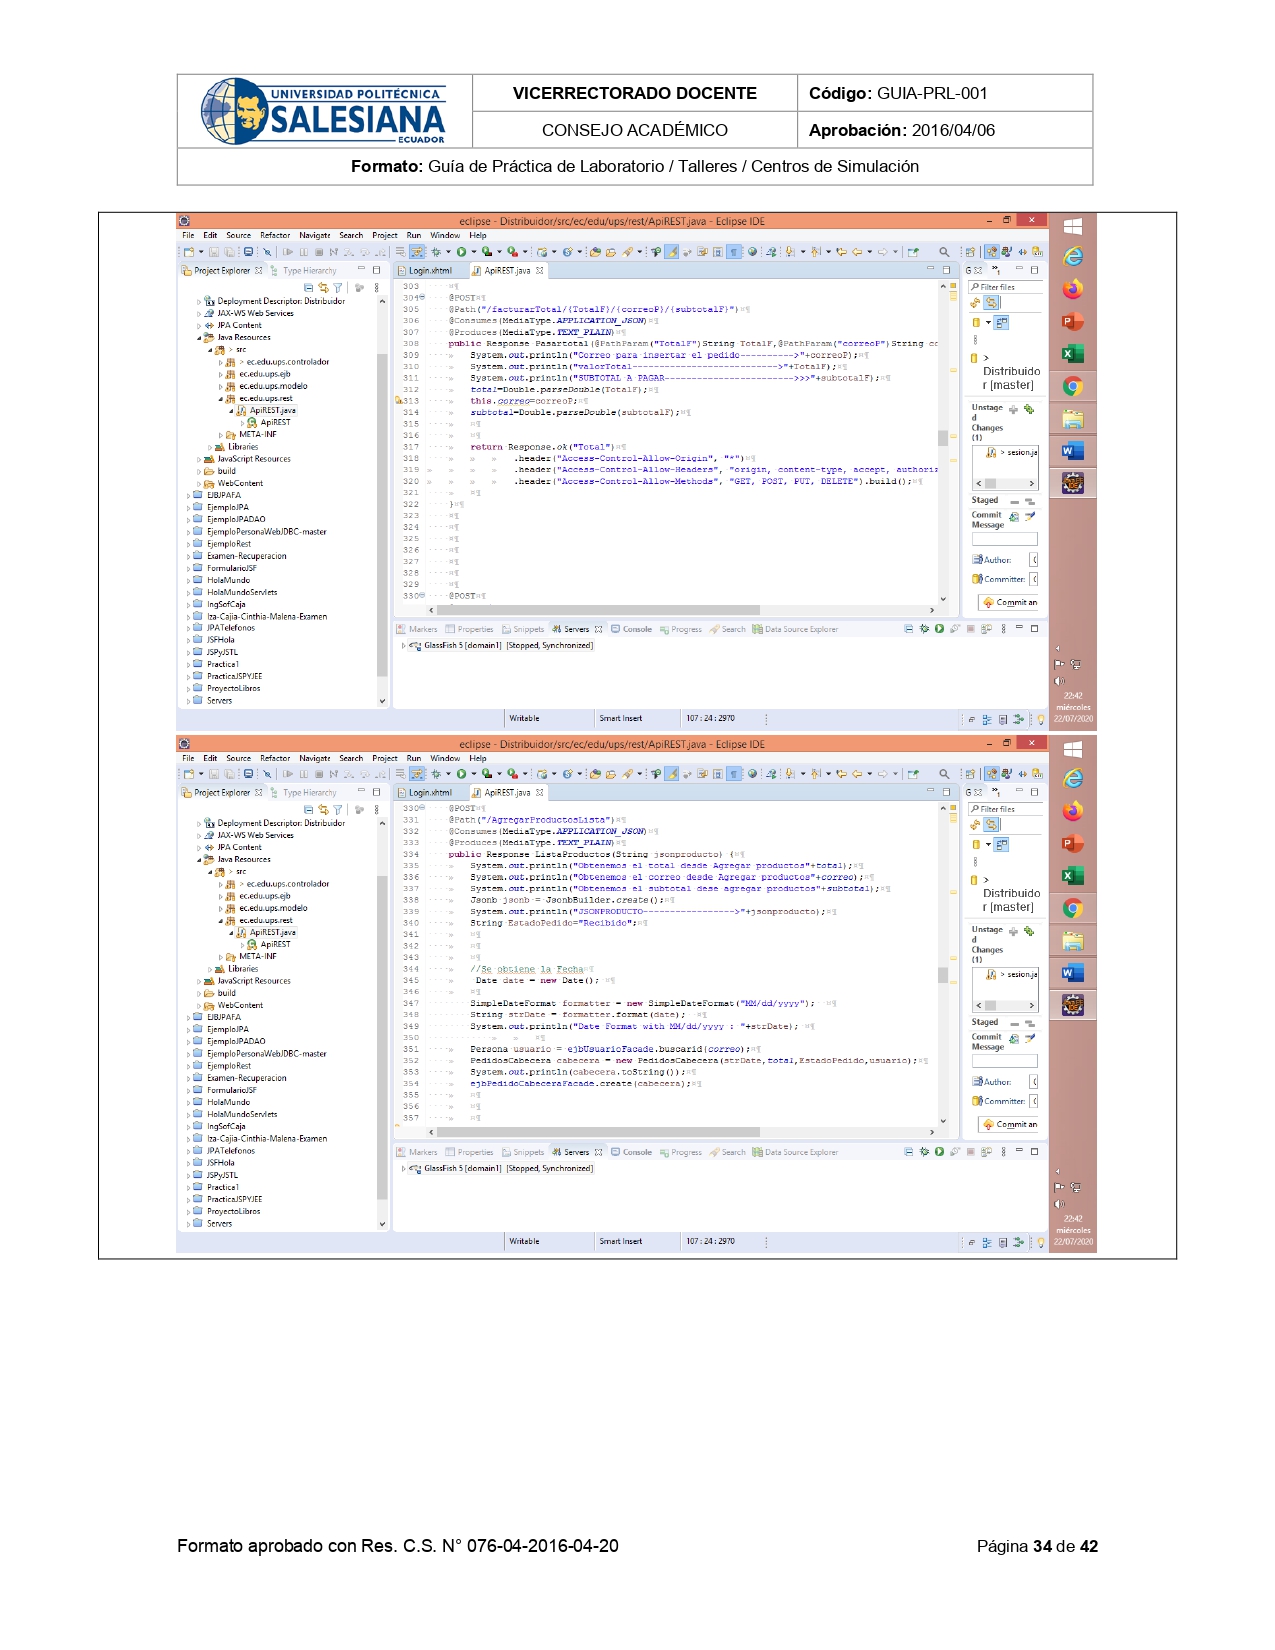 UNIVERSIDAD POLITÉCNICA
SALESIANA
ECUADOR
VICERRECTORADO DOCENTE
Código: GUIA-PRL-001
CONSEJO ACADÉMICO
Aprobación: 2016/04/06
Formato: Guía de Práctica de Laboratorio / Talleres / Centros de Simulación
eclipse - Distribuidor/src/ec/edu/ups/rest/ApiREST.java - Eclipse IDE
File Edit Source Refactor Navigate Search Project Run Window Help
Project Explorer
Type Hierarchy
Deployment Descriptor: Distribuidor
JAX-WS Web Services
JPA Content
Java Resources
> src
> ec.edu.ups.controlador
ec.edu.ups.ejb
ec.edu.ups.modelo
ec.edu.ups.rest
ApiREST.java
ApiREST
META-INF
Libraries
JavaScript Resources
build
WebContent
EJBJPAFA
EjemploJPA
EjemploJPADAO
EjemploPersonaWebJDBC-master
EjemploRest
Examen-Recuperacion
FormularioJSF
HolaMundo
HolaMundoServlets
IngSofCaja
Iza-Cajia-Cinthia-Malena-Examen
JPATelefonos
JSFHola
JSPyJSTL
Practica1
PracticaJSPYJEE
ProyectoLibros
Servers
Login.xhtml
ApiREST.java
303
304 @POST
305 @Path("/facturarTotal/{TotalF}/{correoP}/{subtotalF}")
306 @Consumes(MediaType.APPLICATION_JSON)
307 @Produces(MediaType.TEXT_PLAIN)
308 public Response Pasartotal(@PathParam("TotalF")String TotalF,@PathParam("correoP")String co
309 System.out.println("Correo para insertar el pedido---------->"+correoP);
310 System.out.println("valorTotal--------------------------->"+TotalF);
311 System.out.println("SUBTOTAL A PAGAR------------------------>>>"+subtotalF);
312 total=Double.parseDouble(TotalF);
313 this.correo=correoP;
314 subtotal=Double.parseDouble(subtotalF);
315
316
317 return Response.ok("Total")
318 .header("Access-Control-Allow-Origin", "*")
319 .header("Access-Control-Allow-Headers", "origin, content-type, accept, authoriz
320 .header("Access-Control-Allow-Methods", "GET, POST, PUT, DELETE").build();
321
322 }
323
324
325
326
327
328
329
330 @POST
Markers Properties Snippets Servers Console Progress Search Data Source Explorer
GlassFish 5 [domain1] [Stopped, Synchronized]
Writable
Smart Insert
107 : 24 : 2970
Filter files
>
Distribuido
r [master]
Unstage
d
Changes
(1)
> sesion.ja
Staged
Commit
Message
Author:
Committer:
Commit an
22:42
miércoles
22/07/2020
eclipse - Distribuidor/src/ec/edu/ups/rest/ApiREST.java - Eclipse IDE
File Edit Source Refactor Navigate Search Project Run Window Help
Project Explorer
Type Hierarchy
Deployment Descriptor: Distribuidor
JAX-WS Web Services
JPA Content
Java Resources
> src
> ec.edu.ups.controlador
ec.edu.ups.ejb
ec.edu.ups.modelo
ec.edu.ups.rest
ApiREST.java
ApiREST
META-INF
Libraries
JavaScript Resources
build
WebContent
EJBJPAFA
EjemploJPA
EjemploJPADAO
EjemploPersonaWebJDBC-master
EjemploRest
Examen-Recuperacion
FormularioJSF
HolaMundo
HolaMundoServlets
IngSofCaja
Iza-Cajia-Cinthia-Malena-Examen
JPATelefonos
JSFHola
JSPyJSTL
Practica1
PracticaJSPYJEE
ProyectoLibros
Servers
Login.xhtml
ApiREST.java
330 @POST
331 @Path("/AgregarProductosLista")
332 @Consumes(MediaType.APPLICATION_JSON)
333 @Produces(MediaType.TEXT_PLAIN)
334 public Response ListaProductos(String jsonproducto) {
335 System.out.println("Obtenemos el total desde Agregar productos"+total);
336 System.out.println("Obtenemos el correo desde Agregar productos"+correo);
337 System.out.println("Obtenemos el subtotal dese agregar productos"+subtotal);
338 Jsonb jsonb = JsonbBuilder.create();
339 System.out.println("JSONPRODUCTO----------------->"+jsonproducto);
340 String EstadoPedido="Recibido";
341
342
343
344 //Se obtiene la Fecha
345 Date date = new Date();
346
347 SimpleDateFormat formatter = new SimpleDateFormat("MM/dd/yyyy");
348 String strDate = formatter.format(date);
349 System.out.println("Date Format with MM/dd/yyyy : "+strDate);
350
351 Persona usuario = ejbUsuarioFacade.buscarid(correo);
352 PedidosCabecera cabecera = new PedidosCabecera(strDate,total,EstadoPedido,usuario);
353 System.out.println(cabecera.toString());
354 ejbPedidoCabeceraFacade.create(cabecera);
355
356
357
Markers Properties Snippets Servers Console Progress Search Data Source Explorer
GlassFish 5 [domain1] [Stopped, Synchronized]
Writable
Smart Insert
107 : 24 : 2970
Filter files
>
Distribuido
r [master]
Unstage
d
Changes
(1)
> sesion.ja
Staged
Commit
Message
Author:
Committer:
Commit an
22:42
miércoles
22/07/2020
Formato aprobado con Res. C.S. N° 076-04-2016-04-20
Página 34 de 42